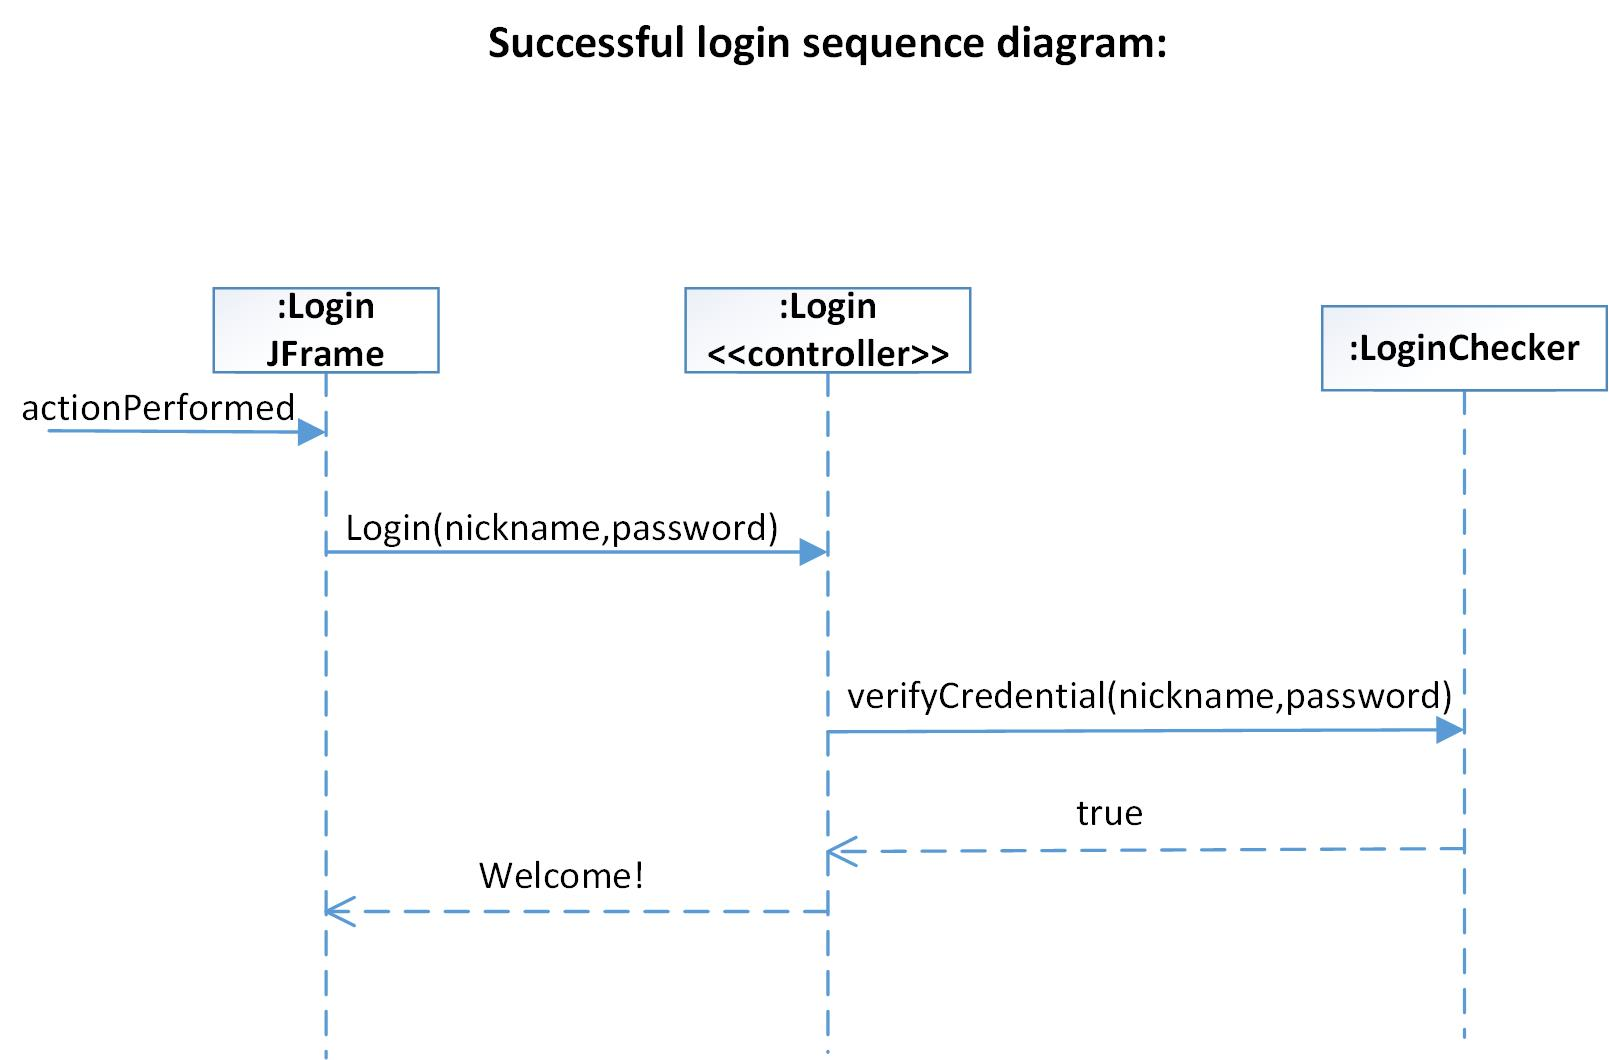 Successful login sequence diagram:
:Login
JFrame
:Login
<<controller>>
:LoginChecker
actionPerformed
Login(nickname,password)
verifyCredential(nickname,password)
true
Welcome!